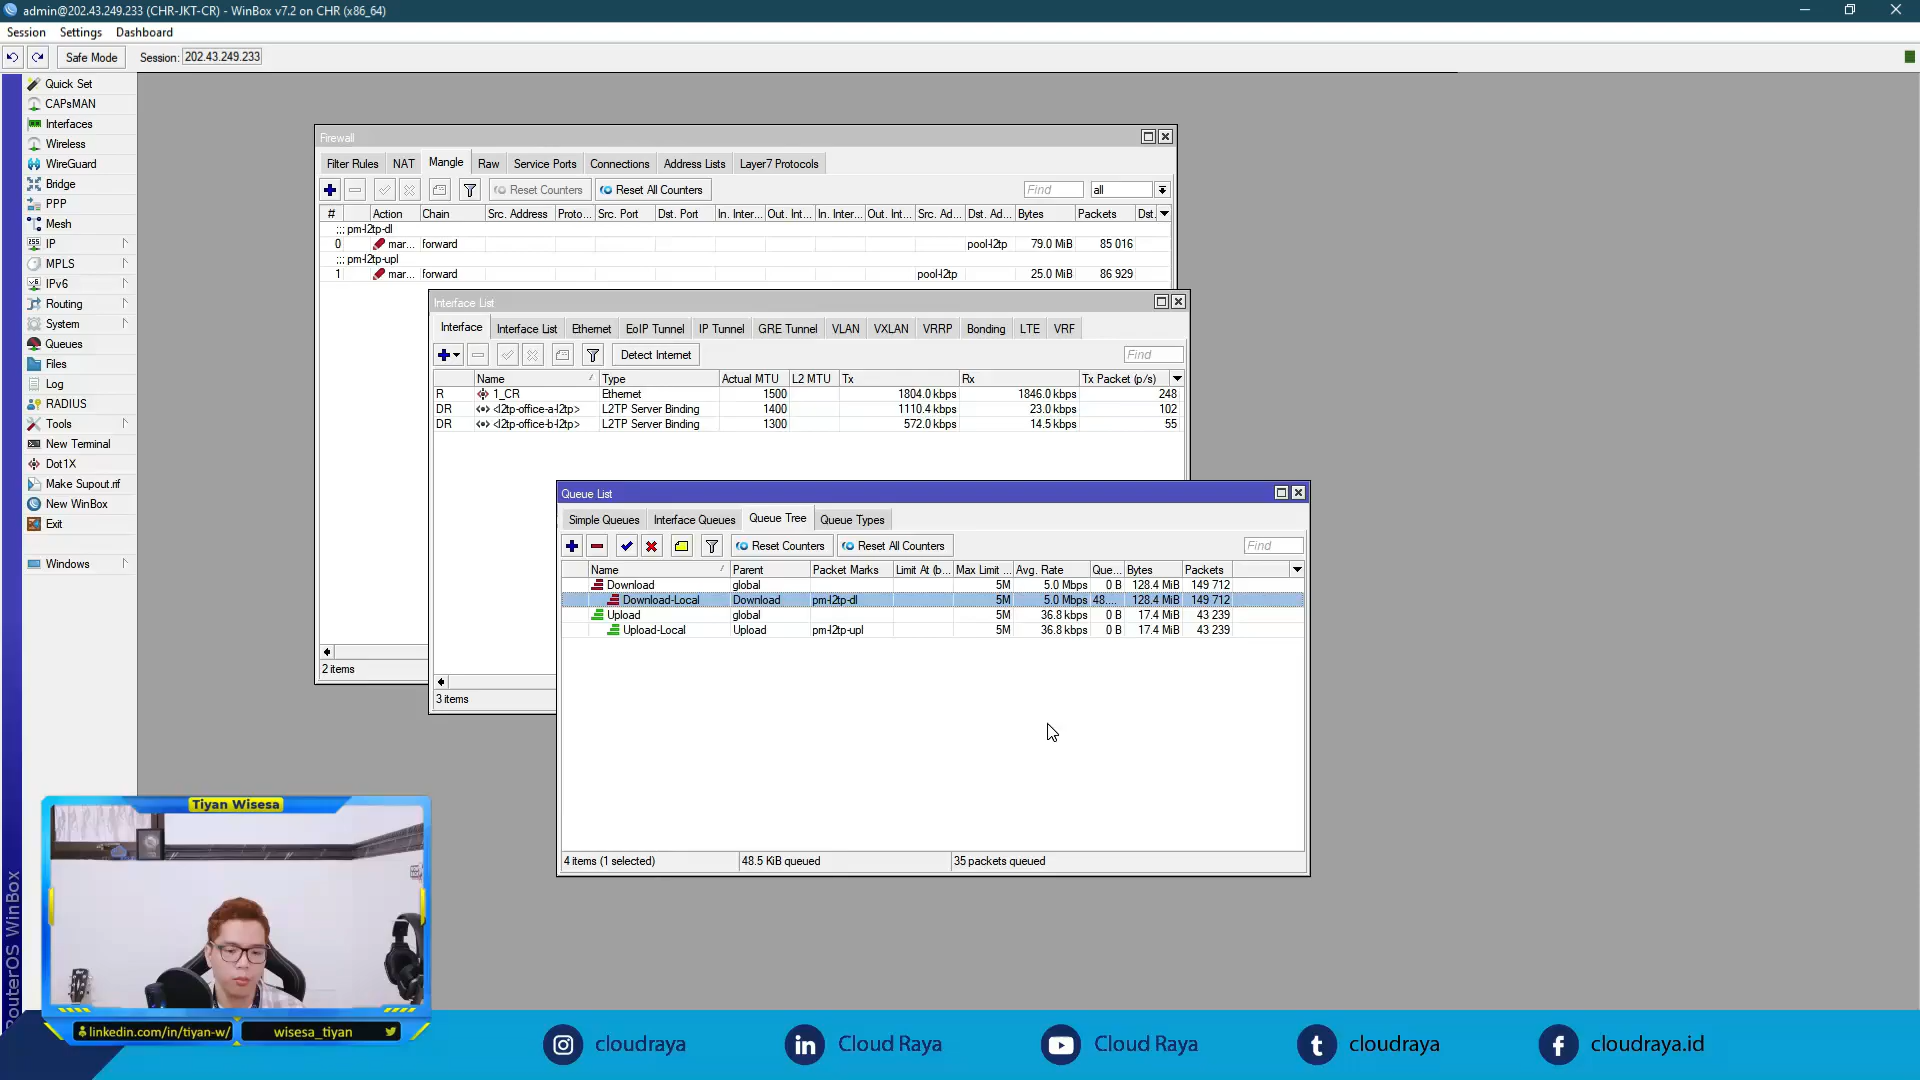 admin@202.43.249.233 (CHR-JKT-CR) - WinBox v7.2 on CHR (x86_64)
Session Settings Dashboard
Safe Mode Session: 202.43.249.233
Quick Set
CAPsMAN
Interfaces
Wireless
WireGuard
Bridge
PPP
Mesh
IP
MPLS
IPv6
Routing
System
Queues
Files
Log
RADIUS
Tools
New Terminal
Dot1X
Make Supout.rif
New WinBox
Exit
Windows
RouterOS WinBox
Firewall
Filter Rules NAT Mangle Raw Service Ports Connections Address Lists Layer7 Protocols
Reset Counters Reset All Counters Find all
# Action Chain Src. Address Proto... Src. Port Dst. Port In. Inter... Out. Int... In. Inter... Out. Int... Src. Ad... Dst. Ad... Bytes Packets Dst.
;;; pm-l2tp-dl
0 mar... forward pool-l2tp 79.0 MiB 85 016
;;; pm-l2tp-upl
1 mar... forward pool-l2tp 25.0 MiB 86 929
2 items
Interface List
Interface Interface List Ethernet EoIP Tunnel IP Tunnel GRE Tunnel VLAN VXLAN VRRP Bonding LTE VRF
Detect Internet Find
Name Type Actual MTU L2 MTU Tx Rx Tx Packet (p/s)
R 1_CR Ethernet 1500 1804.0 kbps 1846.0 kbps 248
DR <l2tp-office-a-l2tp> L2TP Server Binding 1400 1110.4 kbps 23.0 kbps 102
DR <l2tp-office-b-l2tp> L2TP Server Binding 1300 572.0 kbps 14.5 kbps 55
3 items
Queue List
Simple Queues Interface Queues Queue Tree Queue Types
Reset Counters Reset All Counters Find
Name Parent Packet Marks Limit At (b... Max Limit ... Avg. Rate Que... Bytes Packets
Download global 5M 5.0 Mbps 0 B 128.4 MiB 149 712
Download-Local Download pm-l2tp-dl 5M 5.0 Mbps 48.... 128.4 MiB 149 712
Upload global 5M 36.8 kbps 0 B 17.4 MiB 43 239
Upload-Local Upload pm-l2tp-upl 5M 36.8 kbps 0 B 17.4 MiB 43 239
4 items (1 selected) 48.5 KiB queued 35 packets queued
Tiyan Wisesa
linkedin.com/in/tiyan-w/ wisesa_tiyan
cloudraya Cloud Raya Cloud Raya cloudraya cloudraya.id